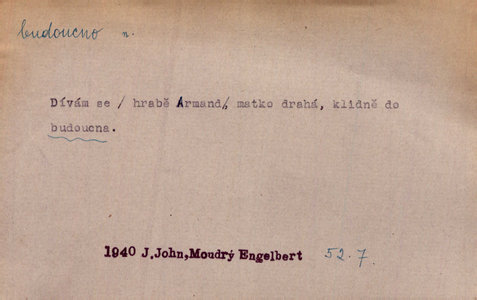 budoucno n.
Dívám se / hrabě Armand/, matko drahá, klidně do
budoucna.
1940 J.John,Moudrý Engelbert 52.7.